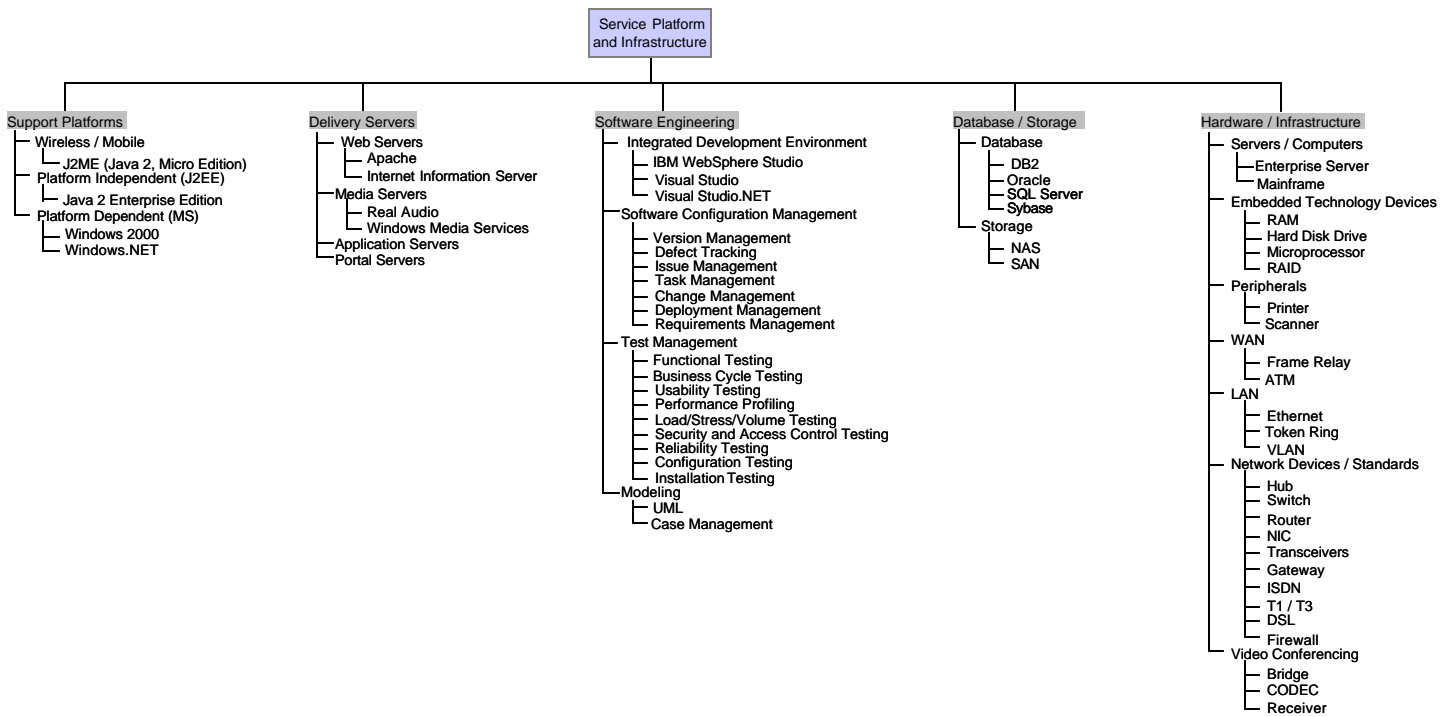 Service Platform
and Infrastructure
Support Platforms
Wireless / Mobile
J2ME (Java 2, Micro Edition)
Platform Independent (J2EE)
Java 2 Enterprise Edition
Platform Dependent (MS)
Windows 2000
Windows.NET
Delivery Servers
Web Servers
Apache
Internet Information Server
Media Servers
Real Audio
Windows Media Services
Application Servers
Portal Servers
Software Engineering
Integrated Development Environment
IBM WebSphere Studio
Visual Studio
Visual Studio.NET
Software Configuration Management
Version Management
Defect Tracking
Issue Management
Task Management
Change Management
Deployment Management
Requirements Management
Test Management
Functional Testing
Business Cycle Testing
Usability Testing
Performance Profiling
Load/Stress/Volume Testing
Security and Access Control Testing
Reliability Testing
Configuration Testing
Installation Testing
Modeling
UML
Case Management
Database / Storage
Database
DB2
Oracle
SQL Server
Sybase
Storage
NAS
SAN
Hardware / Infrastructure
Servers / Computers
Enterprise Server
Mainframe
Embedded Technology Devices
RAM
Hard Disk Drive
Microprocessor
RAID
Peripherals
Printer
Scanner
WAN
Frame Relay
ATM
LAN
Ethernet
Token Ring
VLAN
Network Devices / Standards
Hub
Switch
Router
NIC
Transceivers
Gateway
ISDN
T1 / T3
DSL
Firewall
Video Conferencing
Bridge
CODEC
Receiver